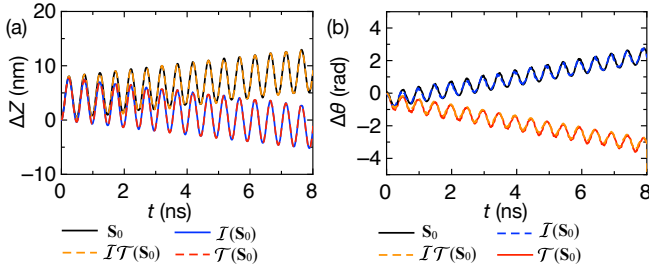 (a)
ΔZ (nm)
20
10
0
−10
0 2 4 6 8
t (ns)
S₀ 𝓘(S₀)
𝓘𝓣(S₀) 𝓣(S₀)
(b)
Δθ (rad)
4
2
0
−2
−4
0 2 4 6 8
t (ns)
S₀ 𝓘(S₀)
𝓘𝓣(S₀) 𝓣(S₀)